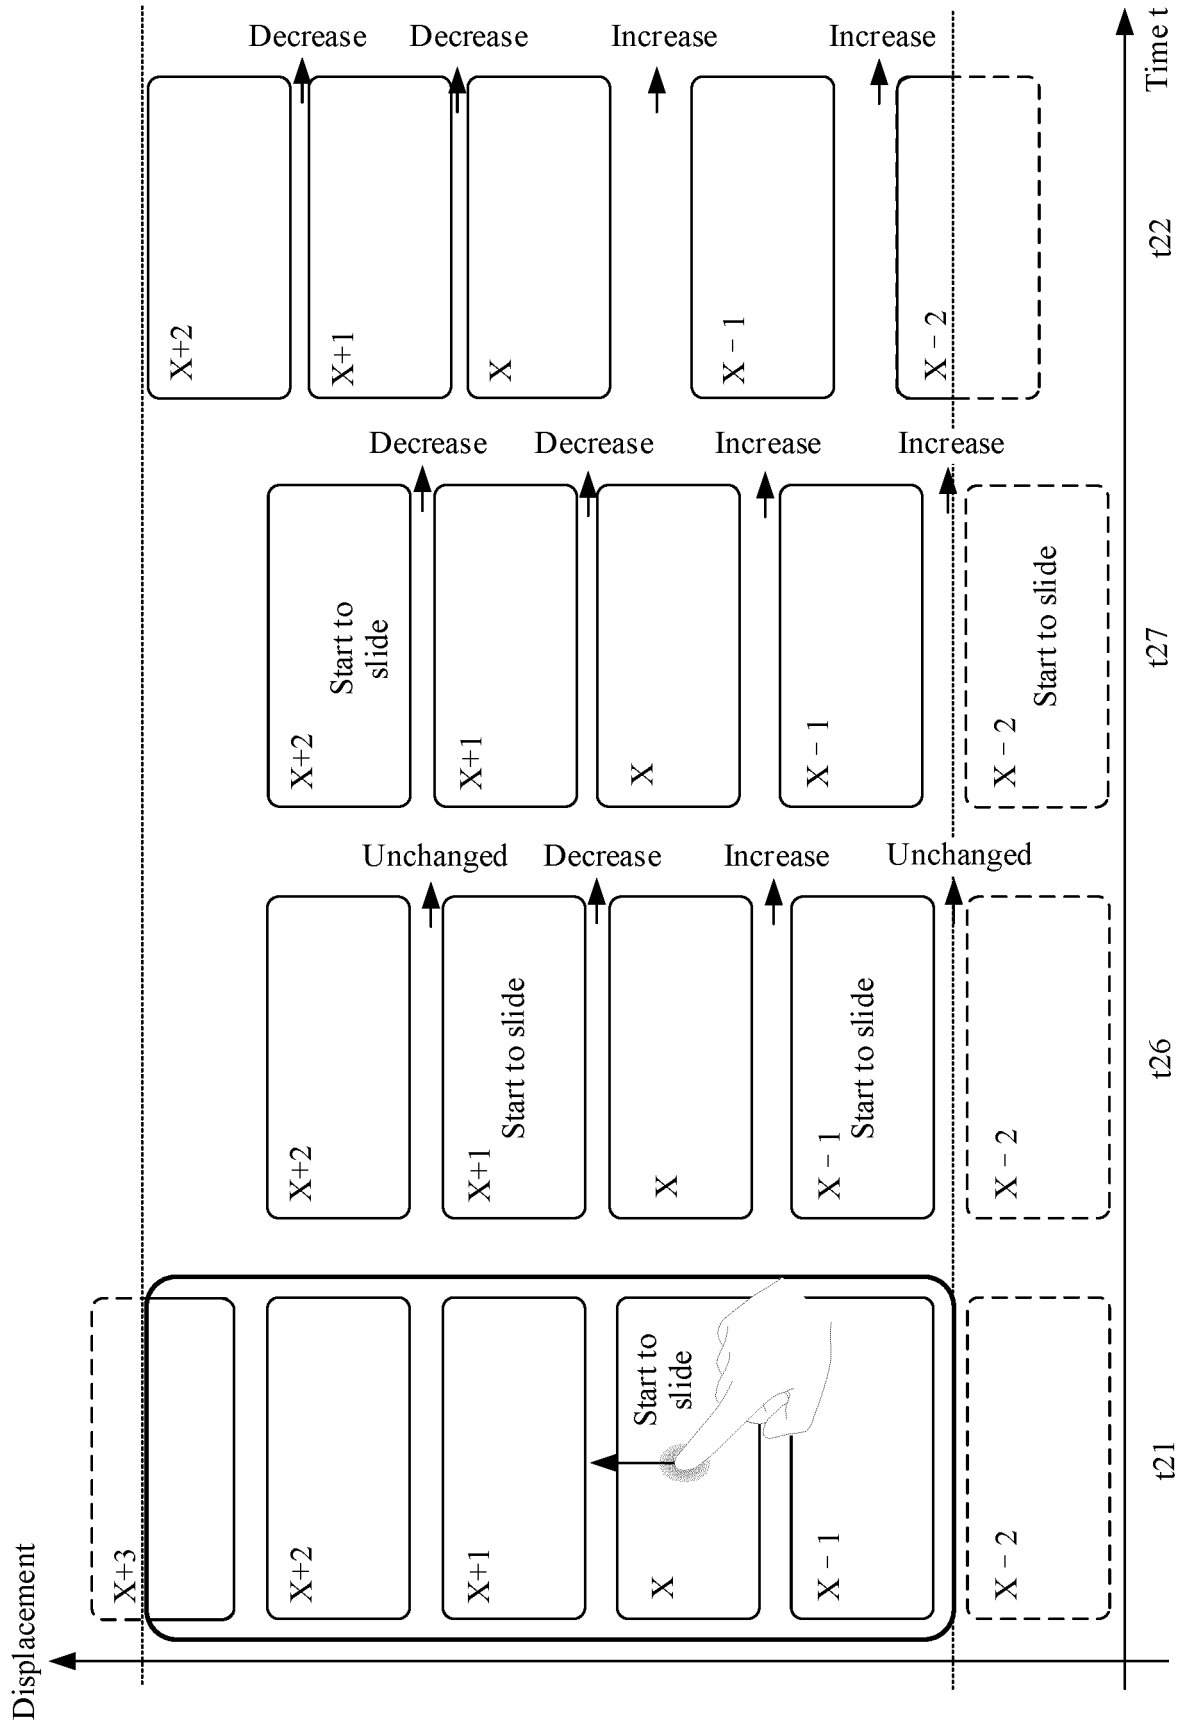 Displacement
X+3
X+2
X+1
X
Start to
slide
X – 1
X – 2
t21
X+2
Unchanged
X+1
Start to slide
Decrease
X
Increase
X – 1
Start to slide
Unchanged
X – 2
t26
X+2
Start to
slide
Decrease
X+1
Decrease
X
Increase
X – 1
Increase
X – 2
Start to slide
t27
X+2
Decrease
X+1
Decrease
X
Increase
X – 1
Increase
X – 2
t22
Time t